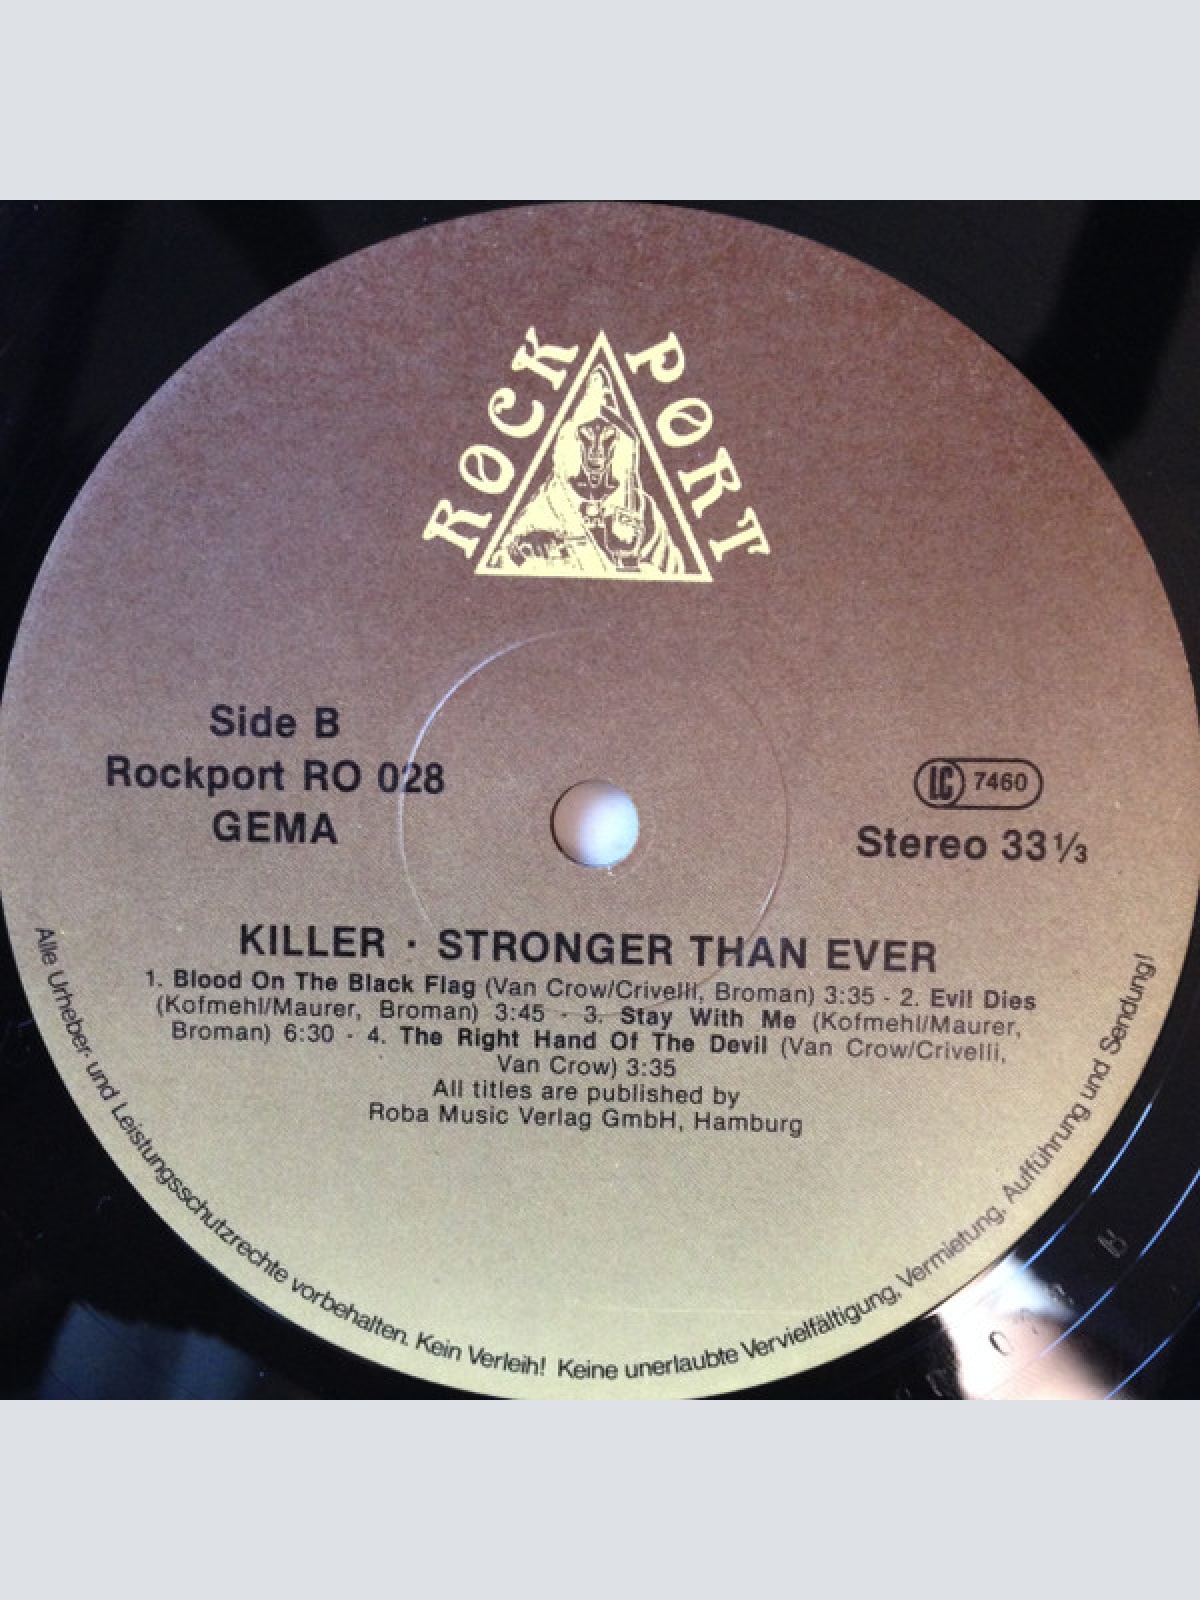 ROCK PORT
Side B
Rockport RO 028
GEMA
LC 7460
Stereo 33 ⅓
KILLER · STRONGER THAN EVER
1. Blood On The Black Flag (Van Crow/Crivelli, Broman) 3:35 - 2. Evil Dies
(Kofmehl/Maurer, Broman) 3:45 - 3. Stay With Me (Kofmehl/Maurer,
Broman) 6:30 - 4. The Right Hand Of The Devil (Van Crow/Crivelli,
Van Crow) 3:35
All titles are published by
Roba Music Verlag GmbH, Hamburg
Alle Urheber- und Leistungsschutzrechte vorbehalten. Kein Verleih! Keine unerlaubte Vervielfältigung, Vermietung, Aufführung und Sendung!